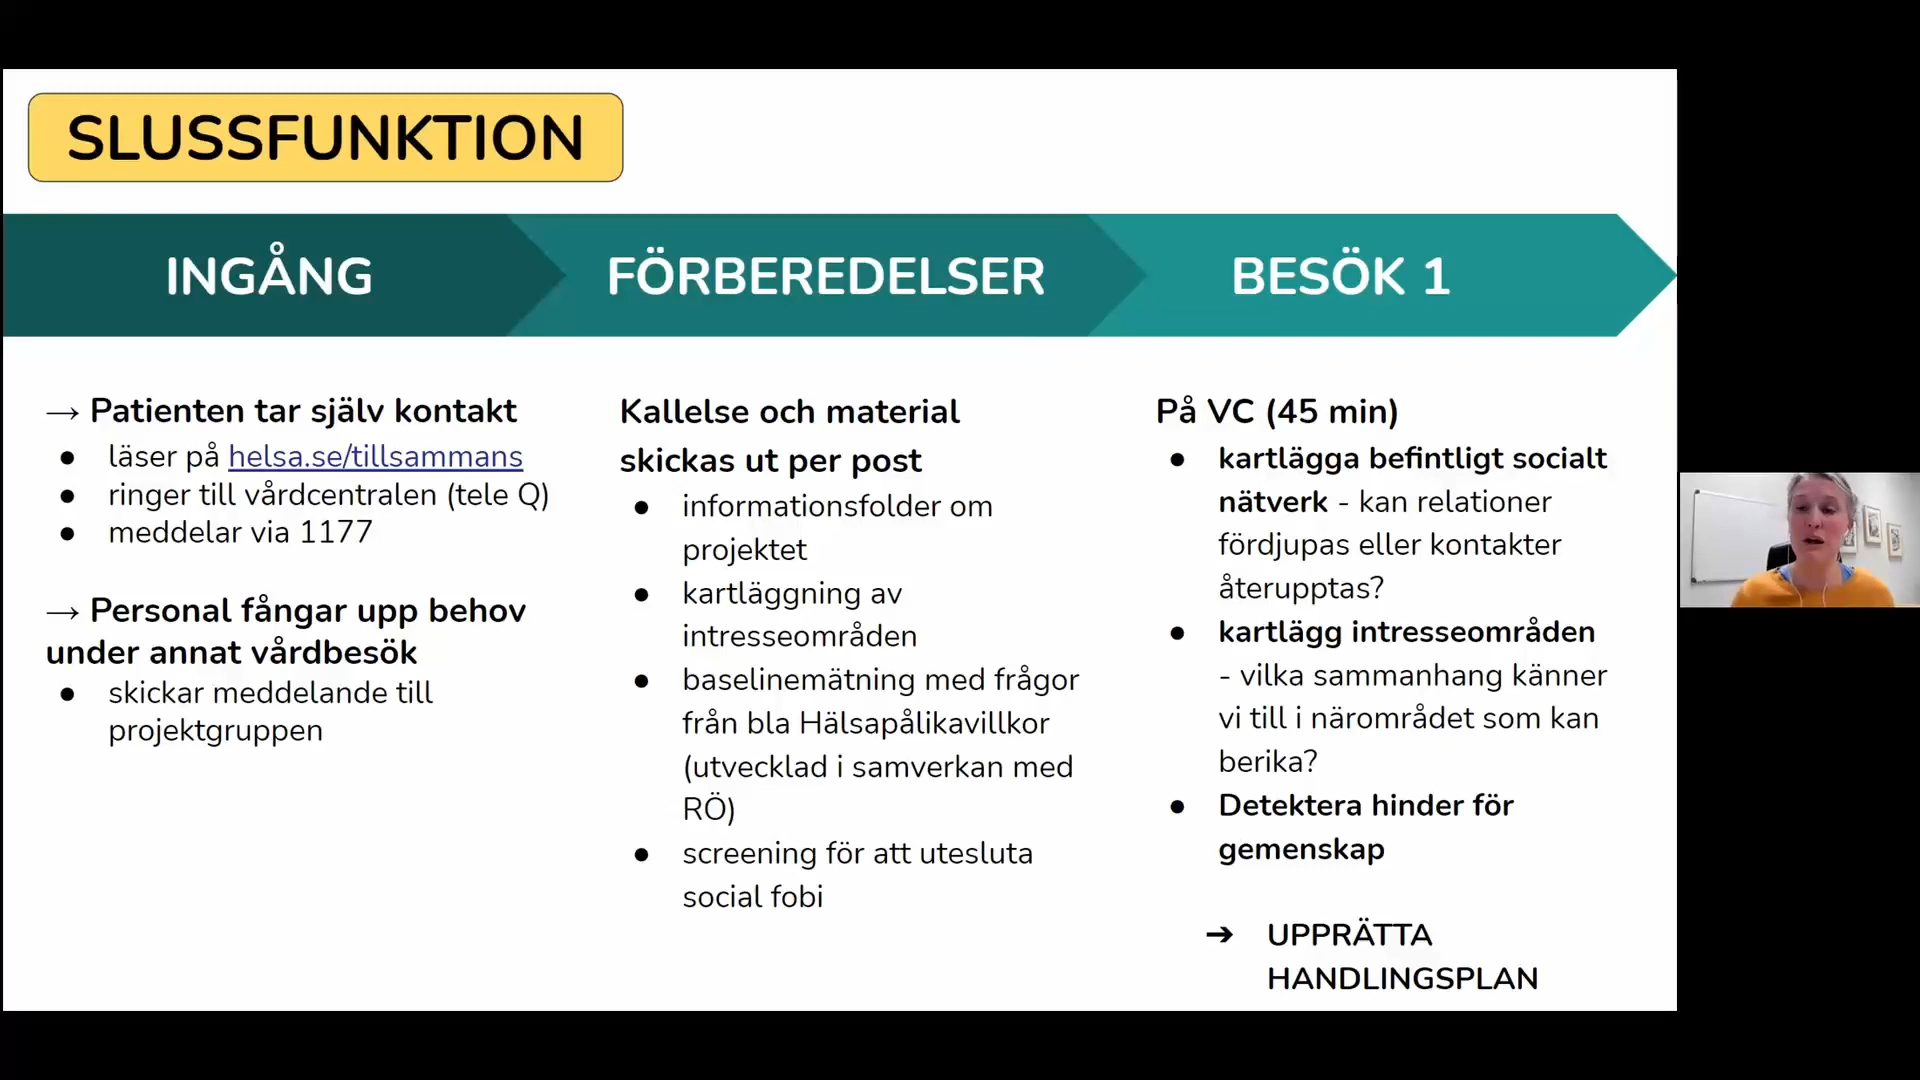 SLUSSFUNKTION
INGÅNG
FÖRBEREDELSER
BESÖK 1
→ Patienten tar själv kontakt
● läser på helsa.se/tillsammans
● ringer till vårdcentralen (tele Q)
● meddelar via 1177
→ Personal fångar upp behov
under annat vårdbesök
● skickar meddelande till
projektgruppen
Kallelse och material
skickas ut per post
● informationsfolder om
projektet
● kartläggning av
intresseområden
● baselinemätning med frågor
från bla Hälsapålikavillkor
(utvecklad i samverkan med
RÖ)
● screening för att utesluta
social fobi
På VC (45 min)
● kartlägga befintligt socialt
nätverk - kan relationer
fördjupas eller kontakter
återupptas?
● kartlägg intresseområden
- vilka sammanhang känner
vi till i närområdet som kan
berika?
● Detektera hinder för
gemenskap
➔ UPPRÄTTA
HANDLINGSPLAN